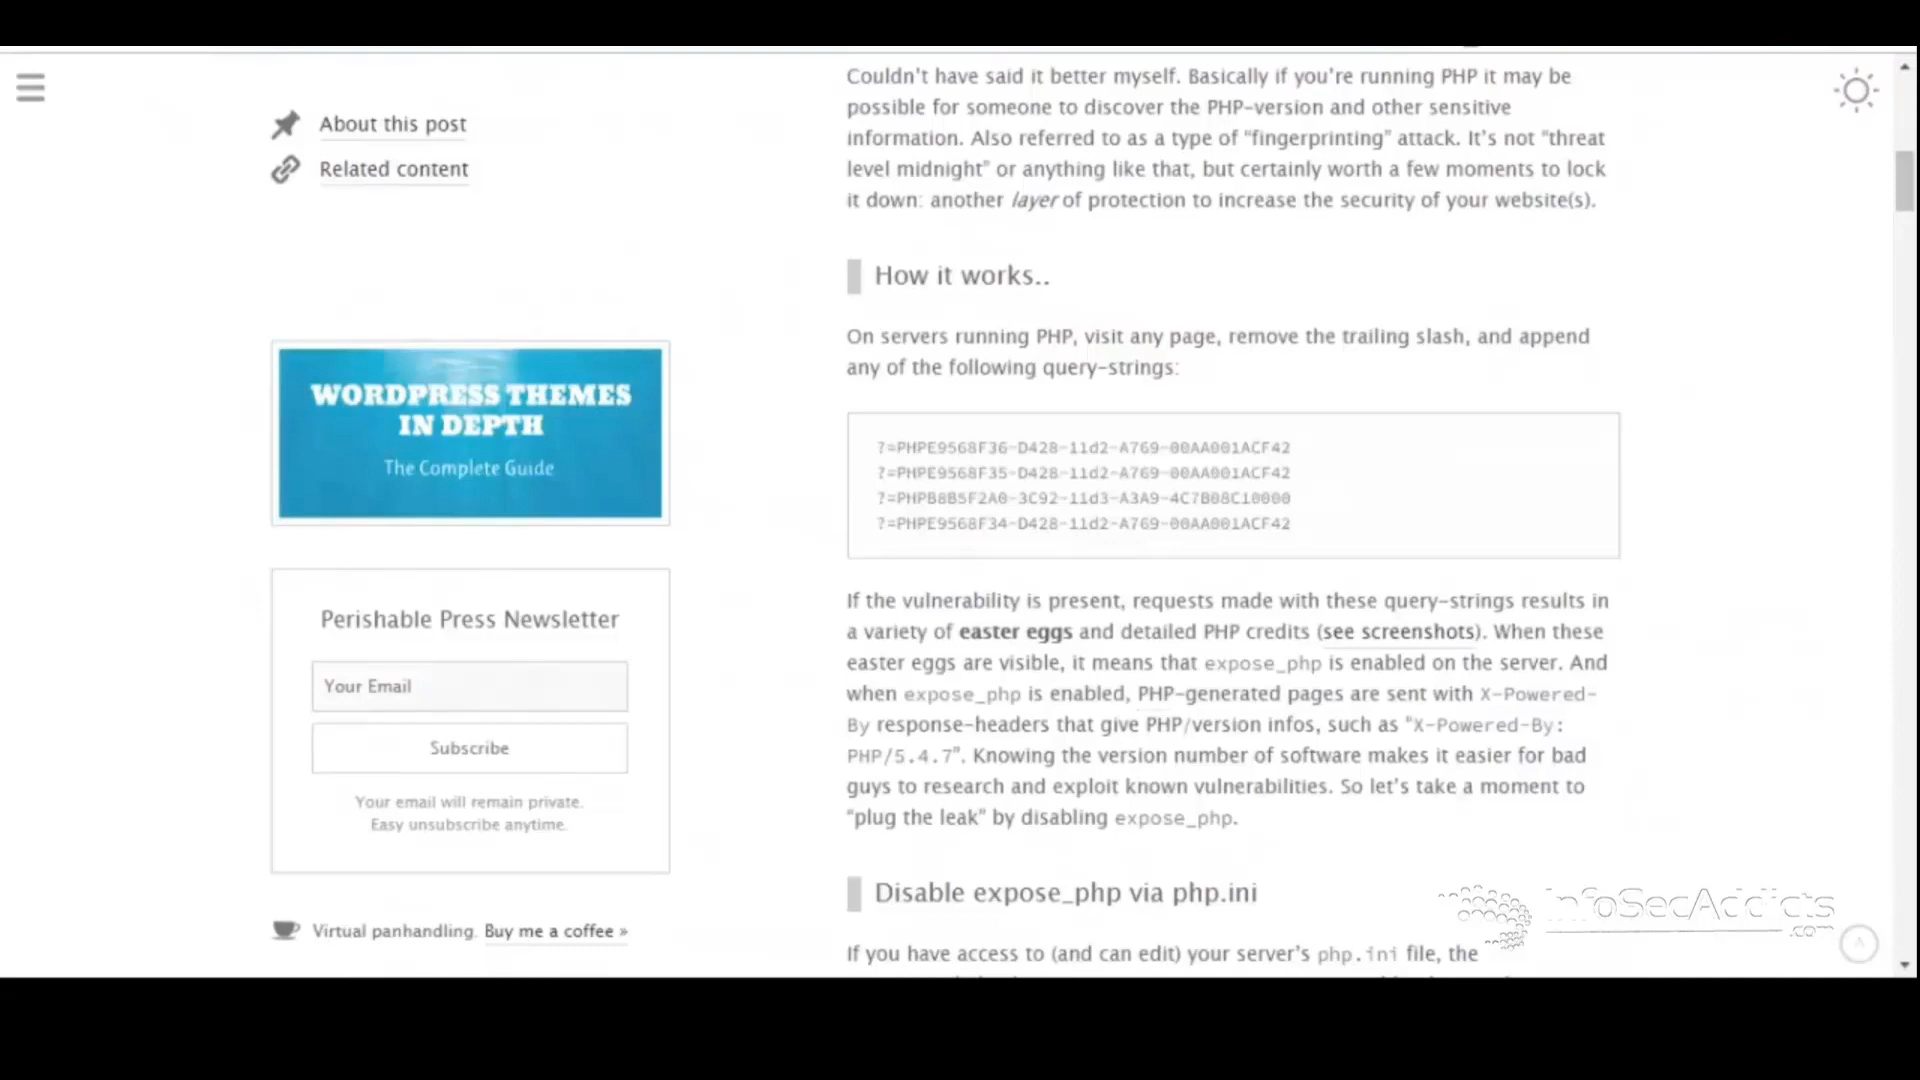 About this post
Related content
WORDPRESS THEMES
IN DEPTH
The Complete Guide
Perishable Press Newsletter
Your Email
Subscribe
Your email will remain private.
Easy unsubscribe anytime.
Virtual panhandling. Buy me a coffee »
Couldn't have said it better myself. Basically if you're running PHP it may be
possible for someone to discover the PHP-version and other sensitive
information. Also referred to as a type of “fingerprinting” attack. It's not “threat
level midnight” or anything like that, but certainly worth a few moments to lock
it down: another layer of protection to increase the security of your website(s).
How it works..
On servers running PHP, visit any page, remove the trailing slash, and append
any of the following query-strings:
?=PHPE9568F36-D428-11d2-A769-00AA001ACF42
?=PHPE9568F35-D428-11d2-A769-00AA001ACF42
?=PHPB8B5F2A0-3C92-11d3-A3A9-4C7B08C10000
?=PHPE9568F34-D428-11d2-A769-00AA001ACF42
If the vulnerability is present, requests made with these query-strings results in
a variety of easter eggs and detailed PHP credits (see screenshots). When these
easter eggs are visible, it means that expose_php is enabled on the server. And
when expose_php is enabled, PHP-generated pages are sent with X-Powered-
By response-headers that give PHP/version infos, such as “X-Powered-By:
PHP/5.4.7”. Knowing the version number of software makes it easier for bad
guys to research and exploit known vulnerabilities. So let's take a moment to
“plug the leak” by disabling expose_php.
Disable expose_php via php.ini
If you have access to (and can edit) your server's php.ini file, the
InfoSecAddicts
.com